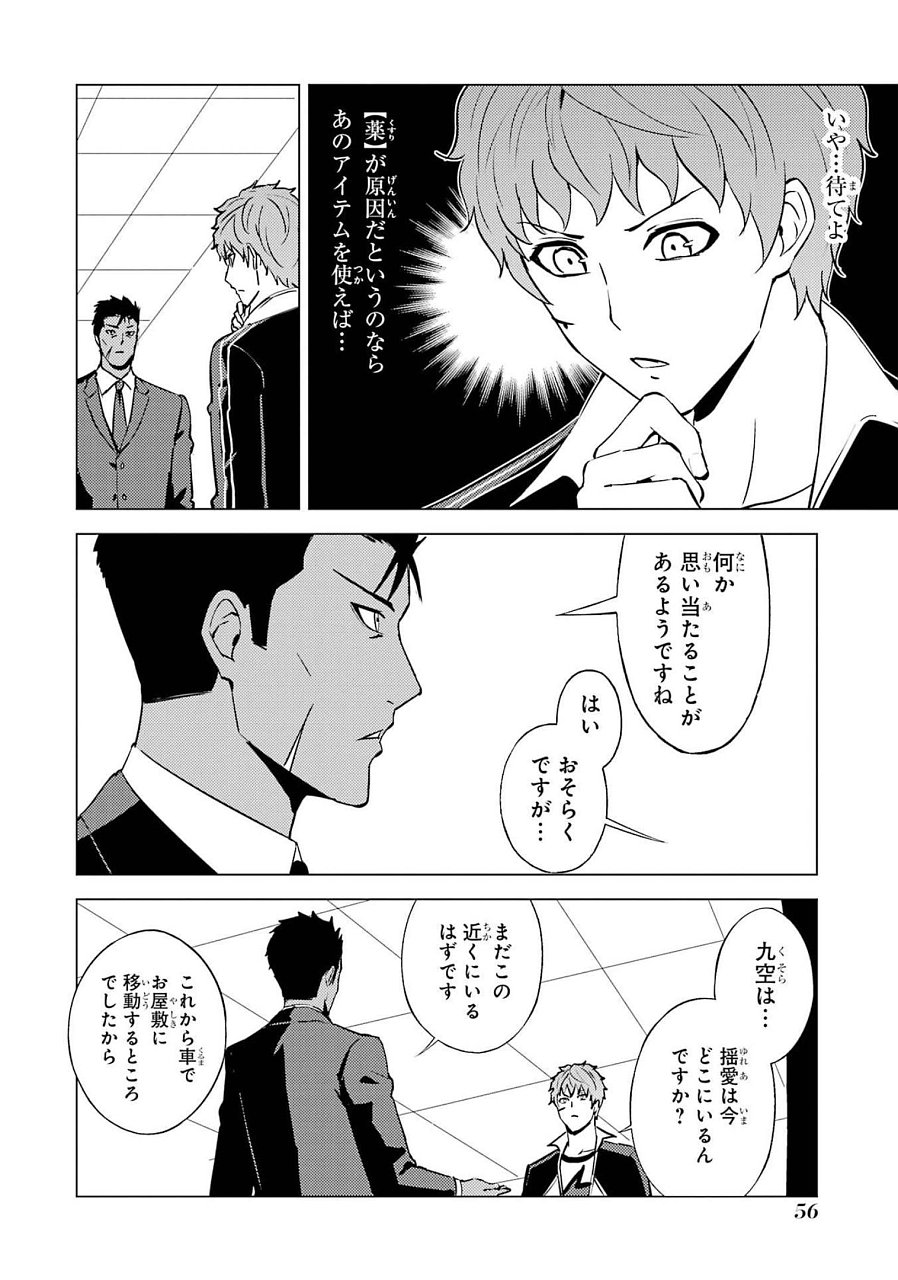 いや…待てよ
【薬】が原因だというのなら
あのアイテムを使えば…
何か
思い当たることが
あるようですね
はい
おそらく
ですが…
九空は…
揺愛は今
どこにいるん
ですか？
まだこの
近くにいる
はずです
これから車で
お屋敷に
移動するところ
でしたから
56